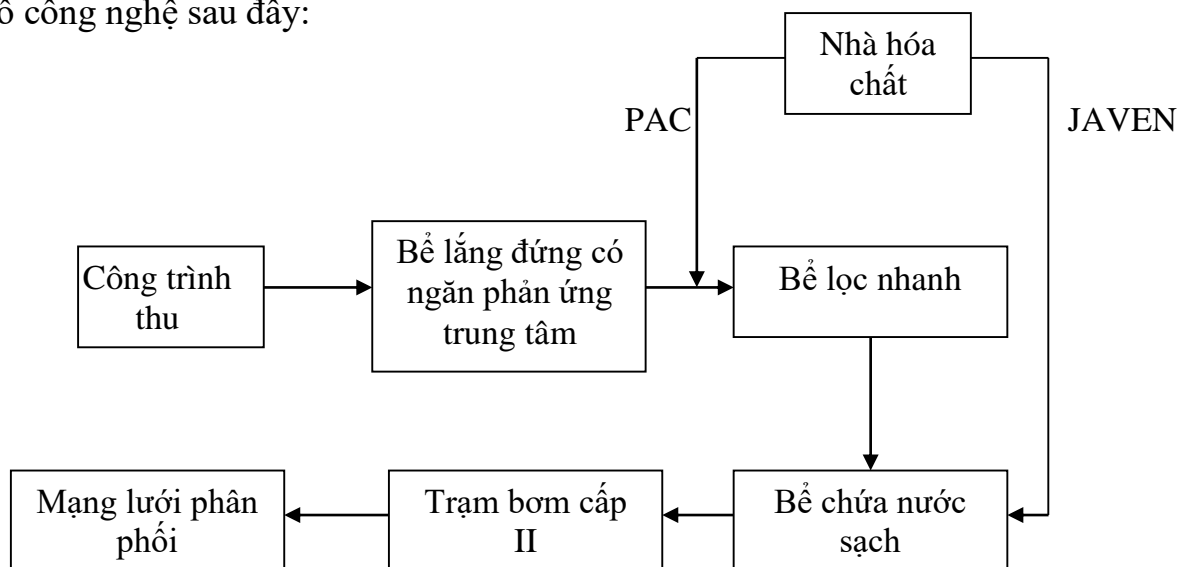 ồ công nghệ sau đây:
Nhà hóa
chất
PAC
JAVEN
Công trình
thu
Bể lắng đứng có
ngăn phản ứng
trung tâm
Bể lọc nhanh
Mạng lưới phân
phối
Trạm bơm cấp
II
Bể chứa nước
sạch